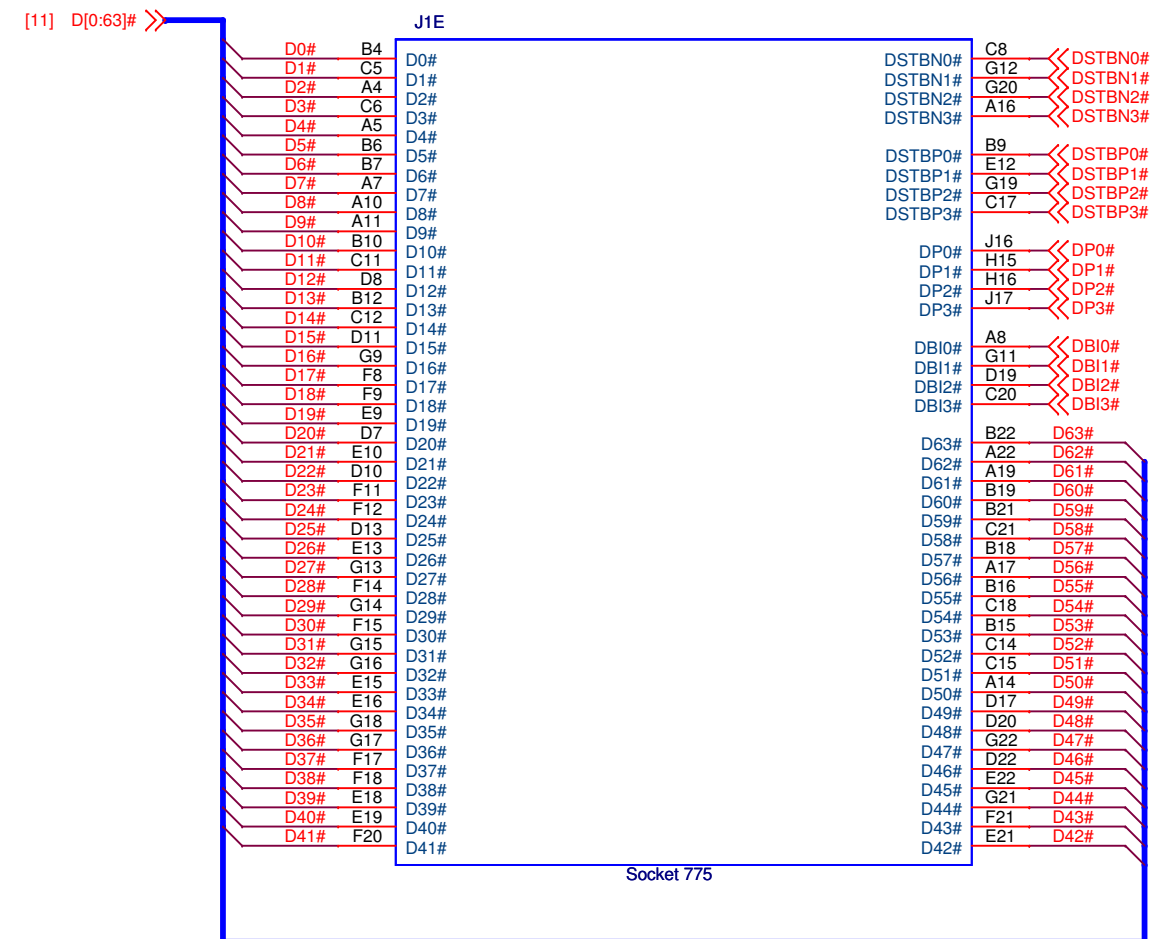 [11] D[0:63]#
J1E
D0# B4 D0# DSTBN0# C8 DSTBN0#
D1# C5 D1# DSTBN1# G12 DSTBN1#
D2# A4 D2# DSTBN2# G20 DSTBN2#
D3# C6 D3# DSTBN3# A16 DSTBN3#
D4# A5 D4#
D5# B6 D5# DSTBP0# B9 DSTBP0#
D6# B7 D6# DSTBP1# E12 DSTBP1#
D7# A7 D7# DSTBP2# G19 DSTBP2#
D8# A10 D8# DSTBP3# C17 DSTBP3#
D9# A11 D9#
D10# B10 D10# DP0# J16 DP0#
D11# C11 D11# DP1# H15 DP1#
D12# D8 D12# DP2# H16 DP2#
D13# B12 D13# DP3# J17 DP3#
D14# C12 D14#
D15# D11 D15# DBI0# A8 DBI0#
D16# G9 D16# DBI1# G11 DBI1#
D17# F8 D17# DBI2# D19 DBI2#
D18# F9 D18# DBI3# C20 DBI3#
D19# E9 D19#
D20# D7 D20# D63# B22 D63#
D21# E10 D21# D62# A22 D62#
D22# D10 D22# D61# A19 D61#
D23# F11 D23# D60# B19 D60#
D24# F12 D24# D59# B21 D59#
D25# D13 D25# D58# C21 D58#
D26# E13 D26# D57# B18 D57#
D27# G13 D27# D56# A17 D56#
D28# F14 D28# D55# B16 D55#
D29# G14 D29# D54# C18 D54#
D30# F15 D30# D53# B15 D53#
D31# G15 D31# D52# C14 D52#
D32# G16 D32# D51# C15 D51#
D33# E15 D33# D50# A14 D50#
D34# E16 D34# D49# D17 D49#
D35# G18 D35# D48# D20 D48#
D36# G17 D36# D47# G22 D47#
D37# F17 D37# D46# D22 D46#
D38# F18 D38# D45# E22 D45#
D39# E18 D39# D44# G21 D44#
D40# E19 D40# D43# F21 D43#
D41# F20 D41# D42# E21 D42#
Socket 775